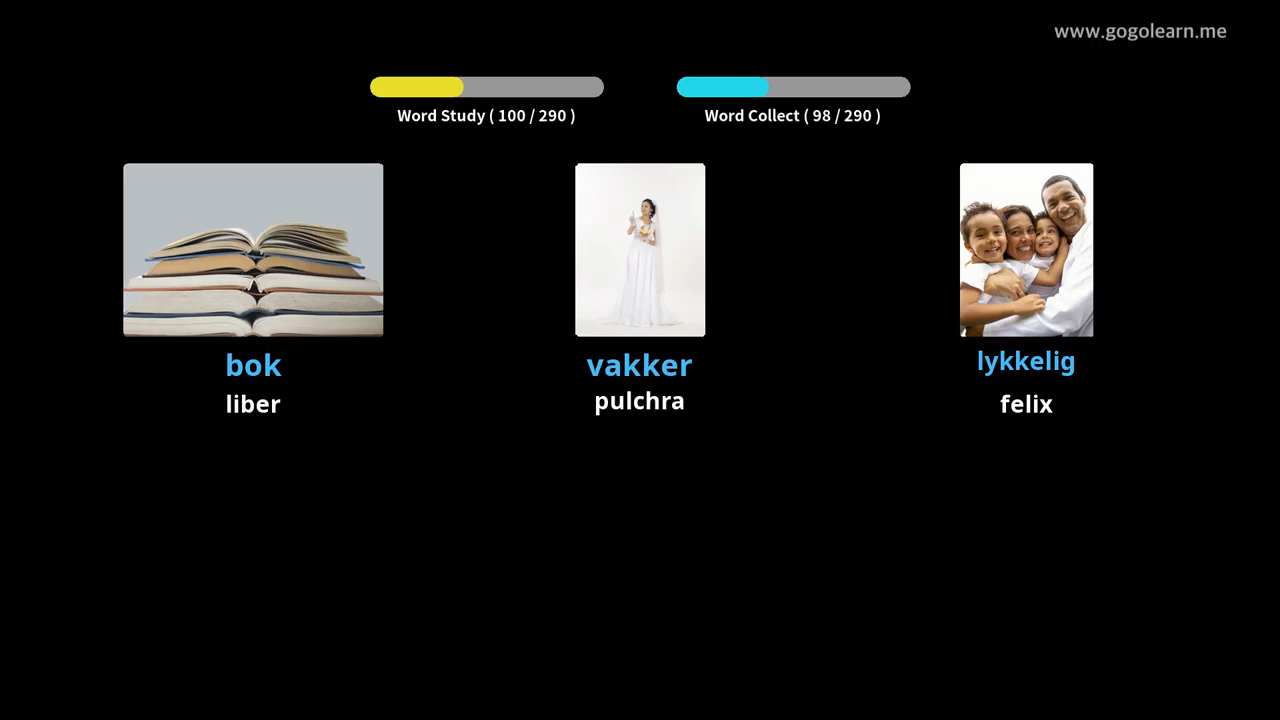 www.gogolearn.me
Word Study ( 100 / 290 )
Word Collect ( 98 / 290 )
bok
liber
vakker
pulchra
lykkelig
felix